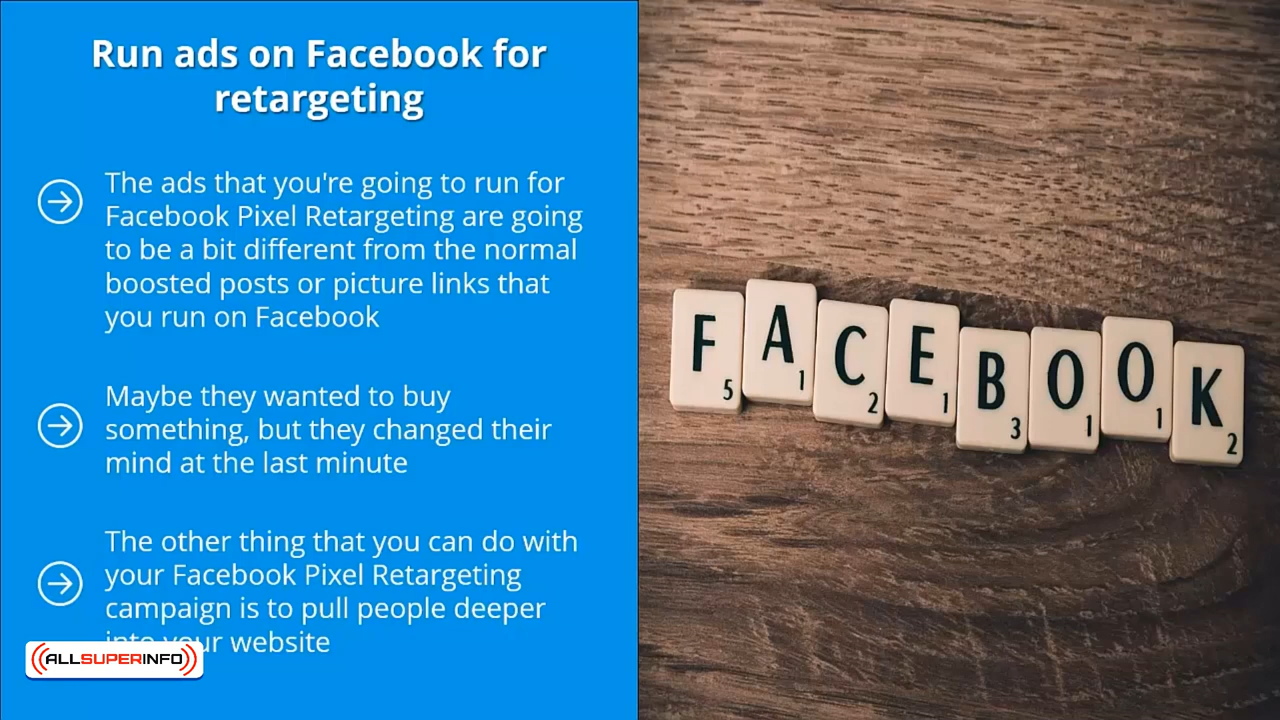 Run ads on Facebook for
retargeting
The ads that you're going to run for
Facebook Pixel Retargeting are going
to be a bit different from the normal
boosted posts or picture links that
you run on Facebook
Maybe they wanted to buy
something, but they changed their
mind at the last minute
The other thing that you can do with
your Facebook Pixel Retargeting
campaign is to pull people deeper
into your website
ALLSUPERINFO
F5 A1 C2 E1 B3 O1 O1 K2